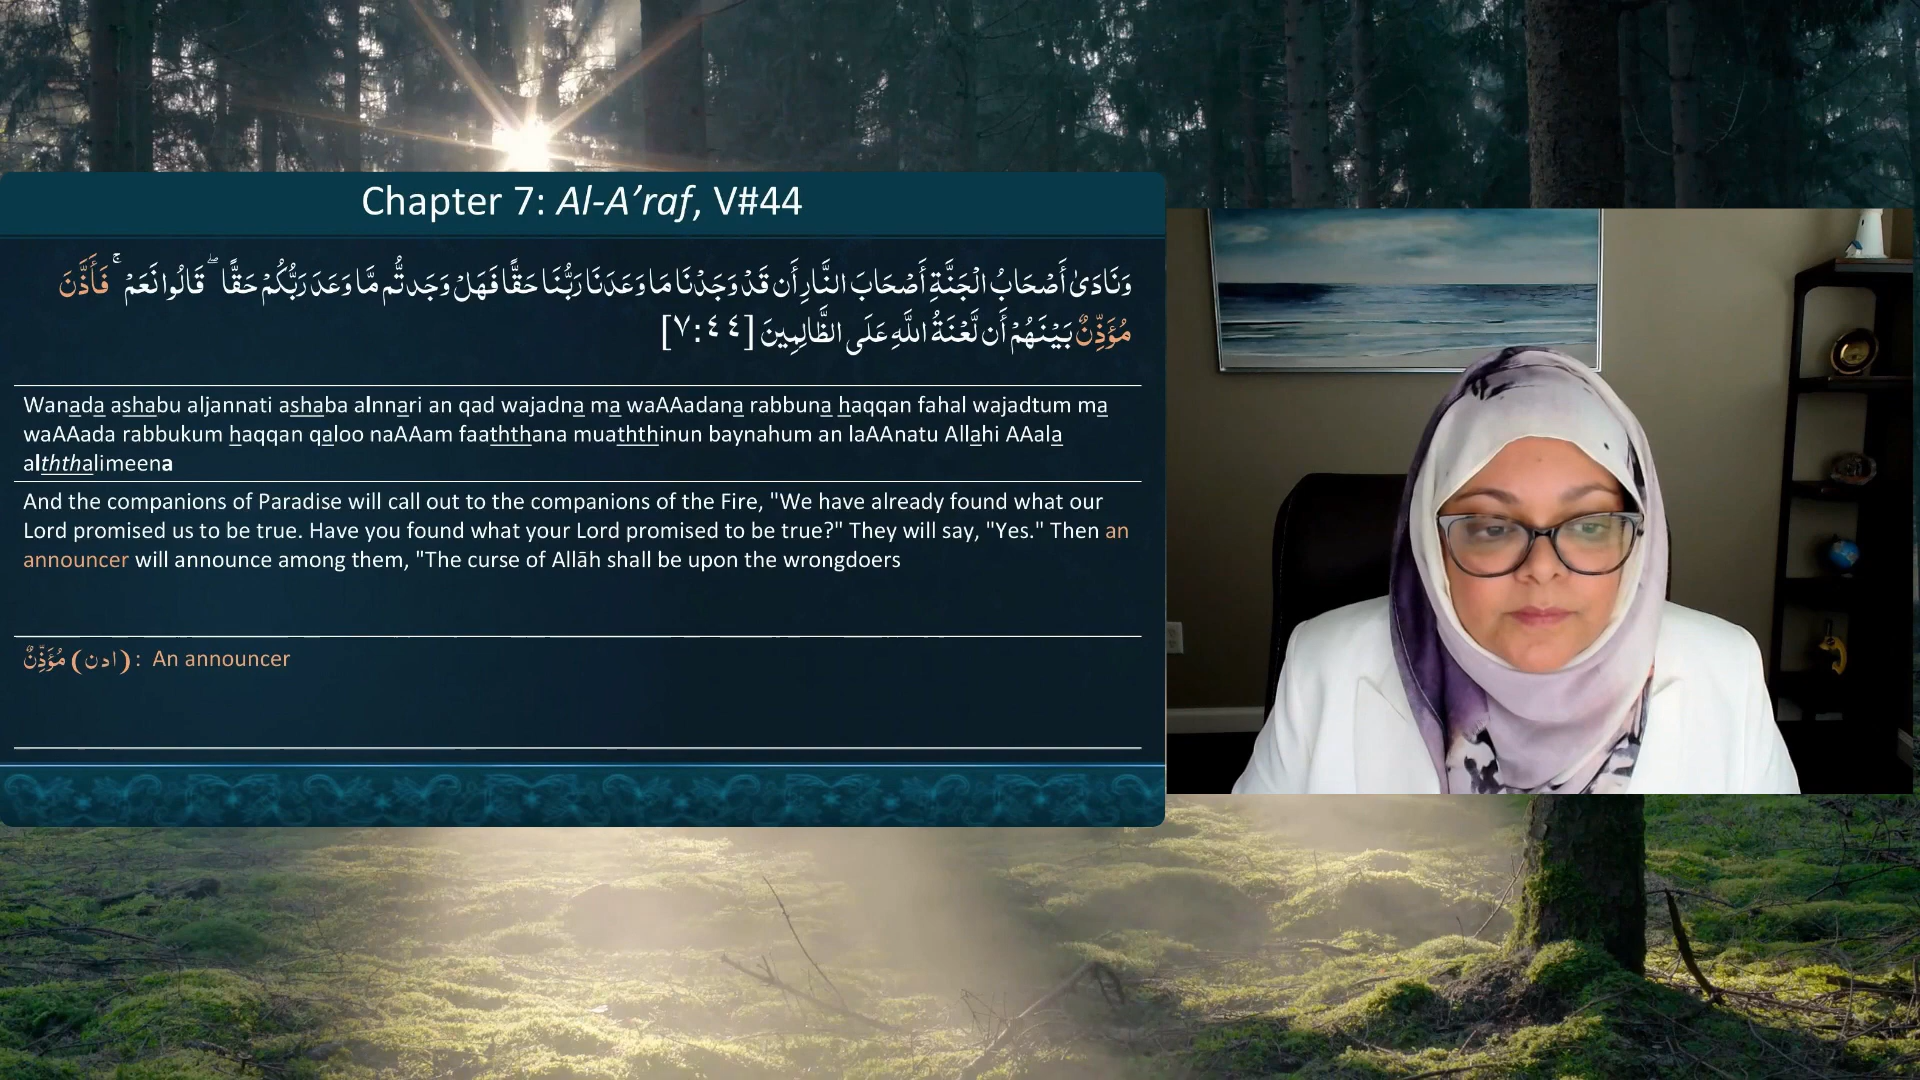 Chapter 7: Al-A’raf, V#44
وَنَادَىٰ أَصْحَابُ الْجَنَّةِ أَصْحَابَ النَّارِ أَن قَدْ وَجَدْنَا مَا وَعَدَنَا رَبُّنَا حَقًّا فَهَلْ وَجَدتُّم مَّا وَعَدَ رَبُّكُمْ حَقًّا ۖ قَالُوا نَعَمْ ۚ فَأَذَّنَ
مُؤَذِّنٌ بَيْنَهُمْ أَن لَّعْنَةُ اللَّهِ عَلَى الظَّالِمِينَ [٧:٤٤]
Wanada ashabu aljannati ashaba alnnari an qad wajadna ma waAAadana rabbuna haqqan fahal wajadtum ma
waAAada rabbukum haqqan qaloo naAAam faaththhana muaththhinun baynahum an laAAnatu Allahi AAala
alththalimeena
And the companions of Paradise will call out to the companions of the Fire, "We have already found what our
Lord promised us to be true. Have you found what your Lord promised to be true?" They will say, "Yes." Then an
announcer will announce among them, "The curse of Allāh shall be upon the wrongdoers
مُؤَذِّنٌ (ادن) : An announcer